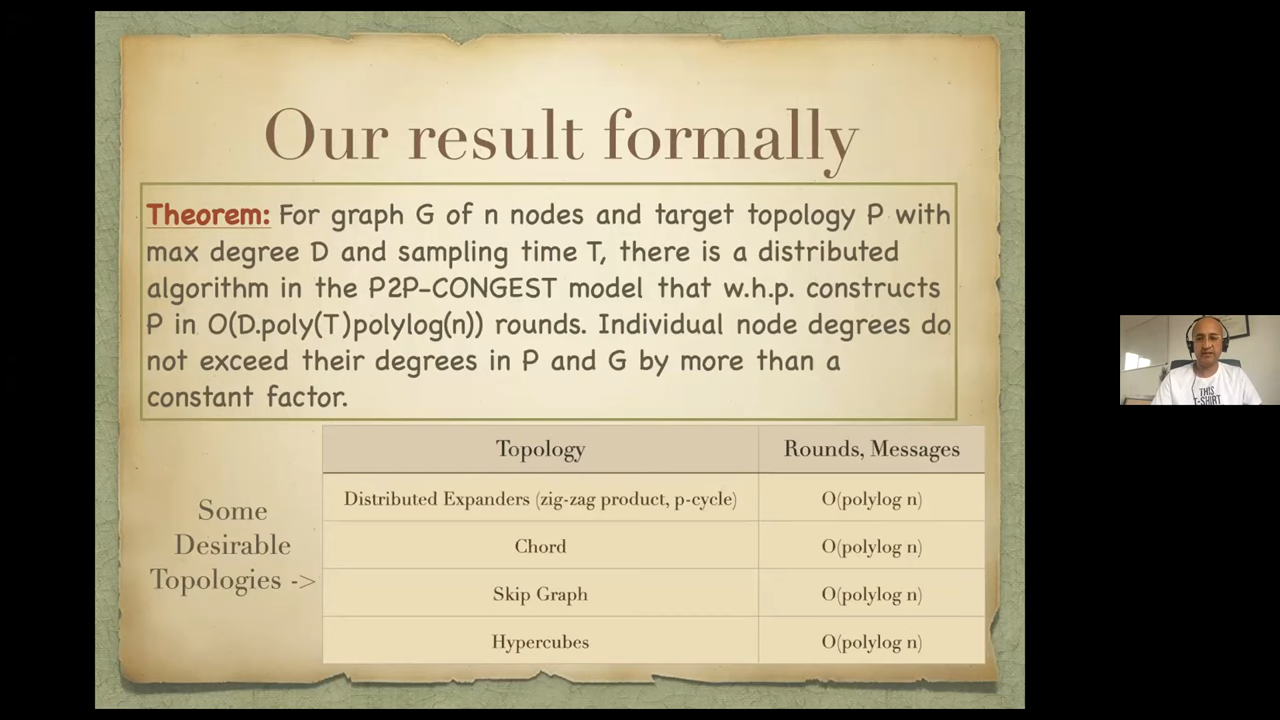 Our result formally
Theorem: For graph G of n nodes and target topology P with
max degree D and sampling time T, there is a distributed
algorithm in the P2P-CONGEST model that w.h.p. constructs
P in O(D.poly(T)polylog(n)) rounds. Individual node degrees do
not exceed their degrees in P and G by more than a
constant factor.
Some
Desirable
Topologies ->
Topology Rounds, Messages
Distributed Expanders (zig-zag product, p-cycle) O(polylog n)
Chord O(polylog n)
Skip Graph O(polylog n)
Hypercubes O(polylog n)
THIS
T-SHIRT